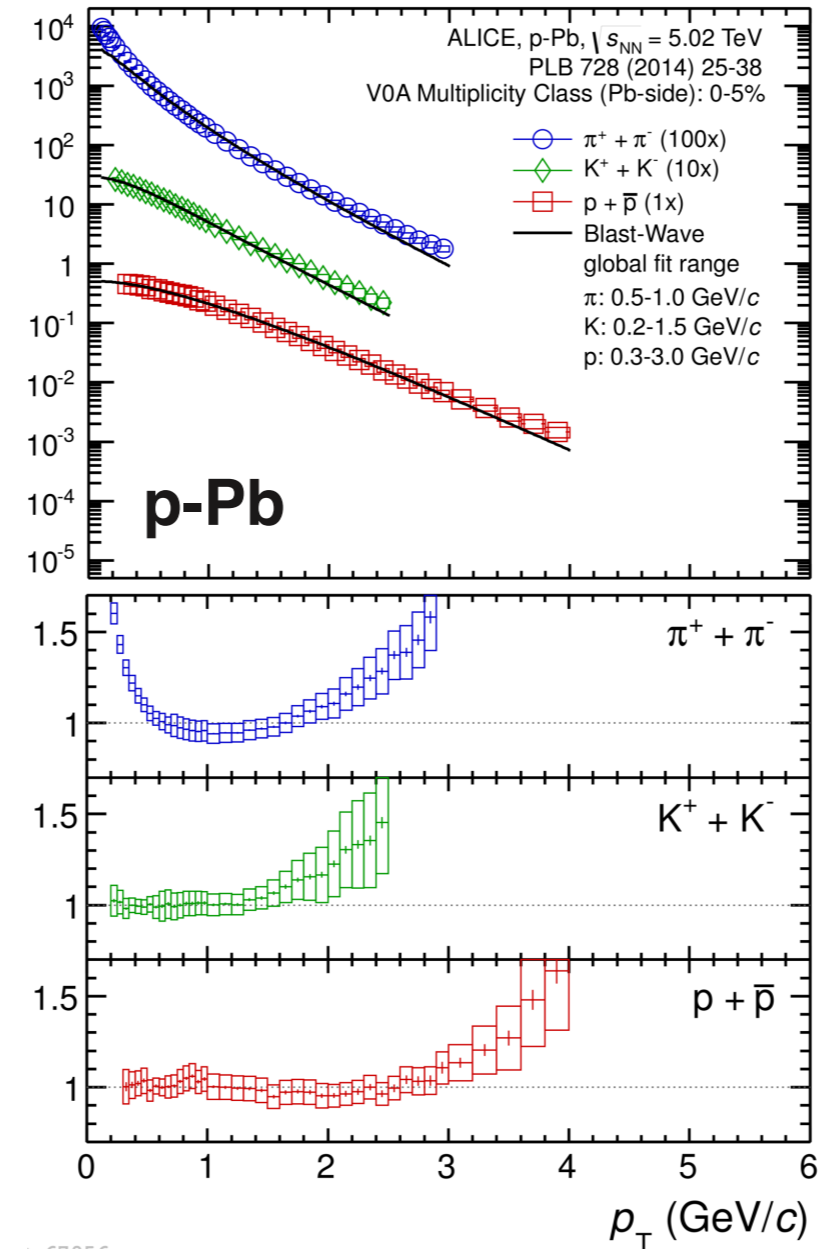 ALICE, p-Pb, √s_NN = 5.02 TeV
PLB 728 (2014) 25-38
V0A Multiplicity Class (Pb-side): 0-5%
π⁺ + π⁻ (100x)
K⁺ + K⁻ (10x)
p + p̅ (1x)
Blast-Wave
global fit range
π: 0.5-1.0 GeV/c
K: 0.2-1.5 GeV/c
p: 0.3-3.0 GeV/c
10⁴
10³
10²
10
1
10⁻¹
10⁻²
10⁻³
10⁻⁴
10⁻⁵
p-Pb
1.5
π⁺ + π⁻
1
1.5
K⁺ + K⁻
1
1.5
p + p̅
1
0 1 2 3 4 5 6
p_T (GeV/c)